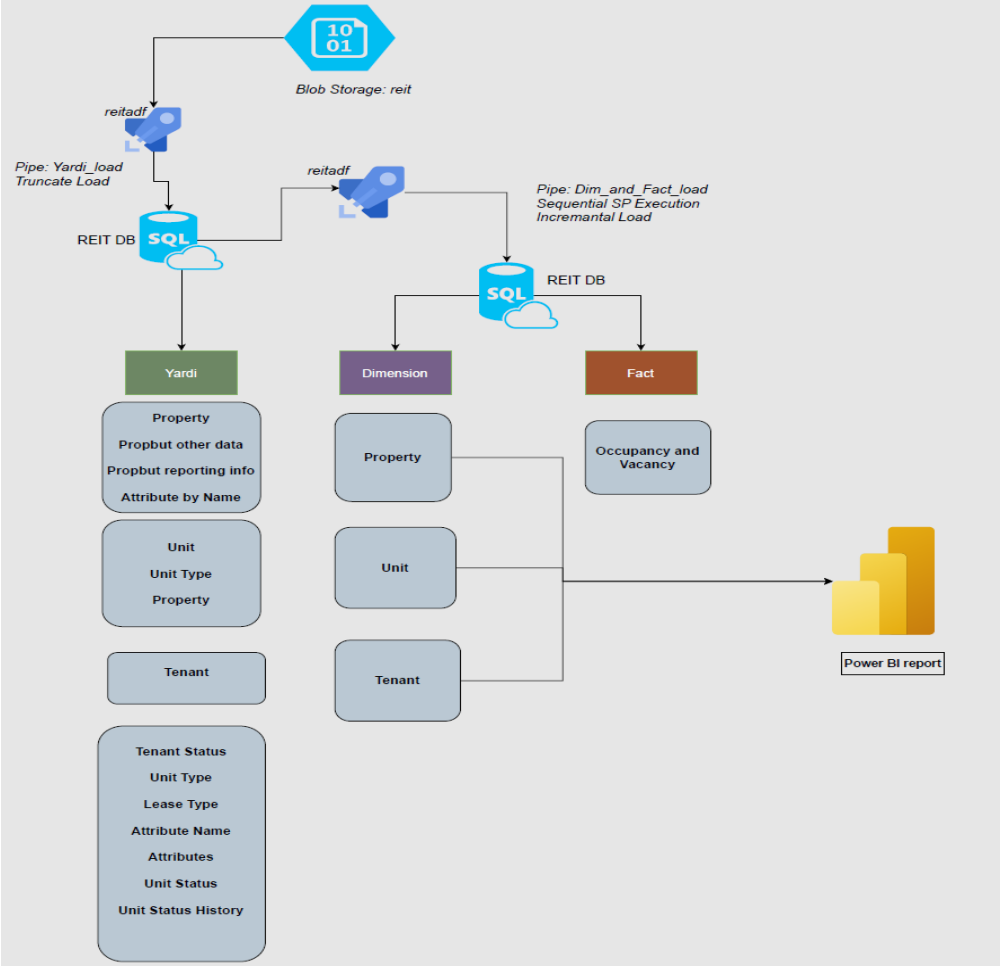 10
01
Blob Storage: reit
reitadf
Pipe: Yardi_load
Truncate Load
reitadf
Pipe: Dim_and_Fact_load
Sequential SP Execution
Incremantal Load
REIT DB
SQL
REIT DB
SQL
Yardi
Dimension
Fact
Property
Propbut other data
Propbut reporting info
Attribute by Name
Unit
Unit Type
Property
Tenant
Tenant Status
Unit Type
Lease Type
Attribute Name
Attributes
Unit Status
Unit Status History
Property
Unit
Tenant
Occupancy and
Vacancy
Power BI report